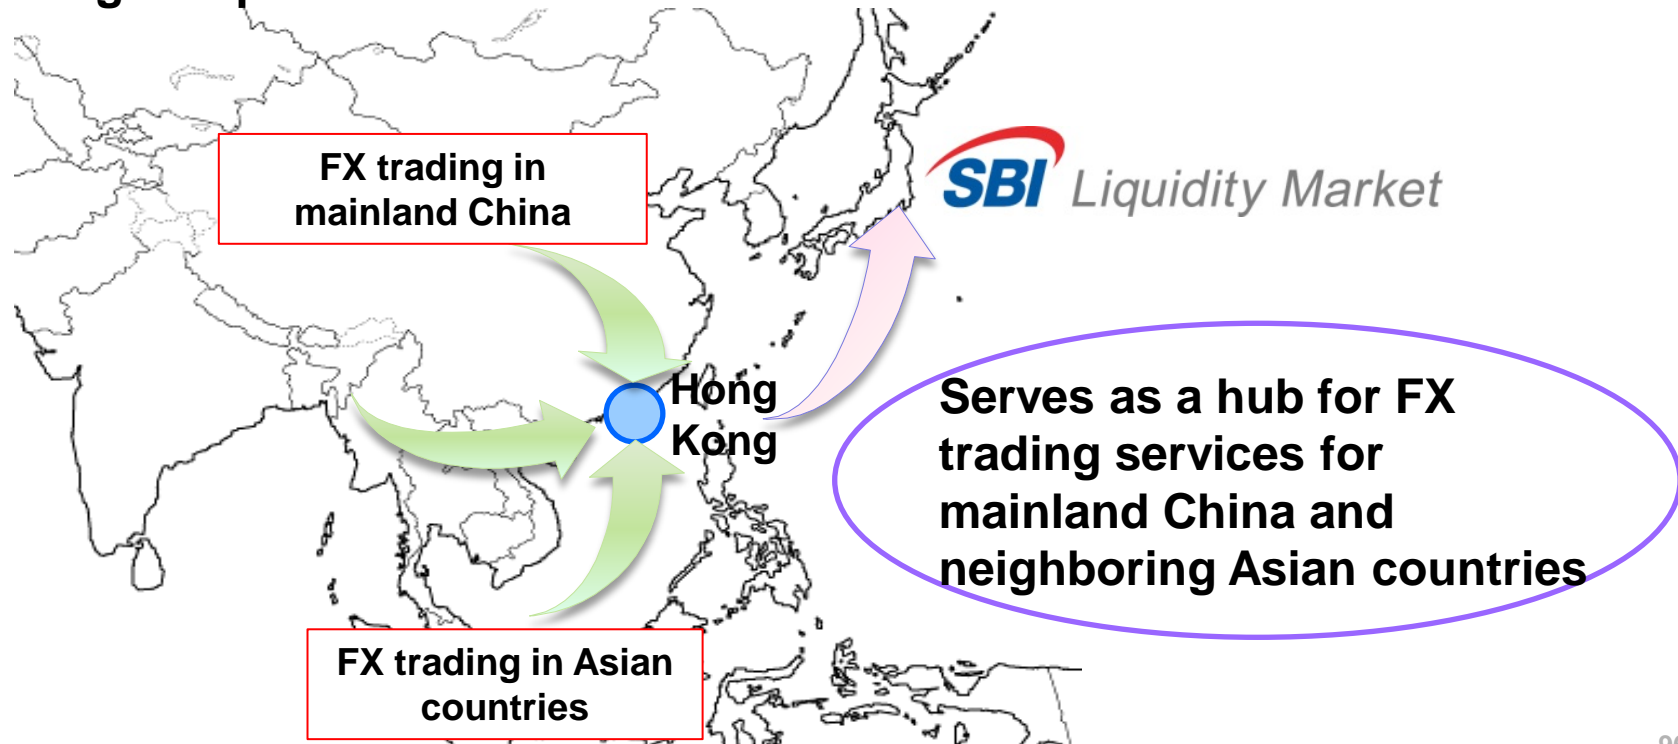 FX trading in
mainland China
SBI Liquidity Market
Hong
Kong
Serves as a hub for FX
trading services for
mainland China and
neighboring Asian countries
FX trading in Asian
countries